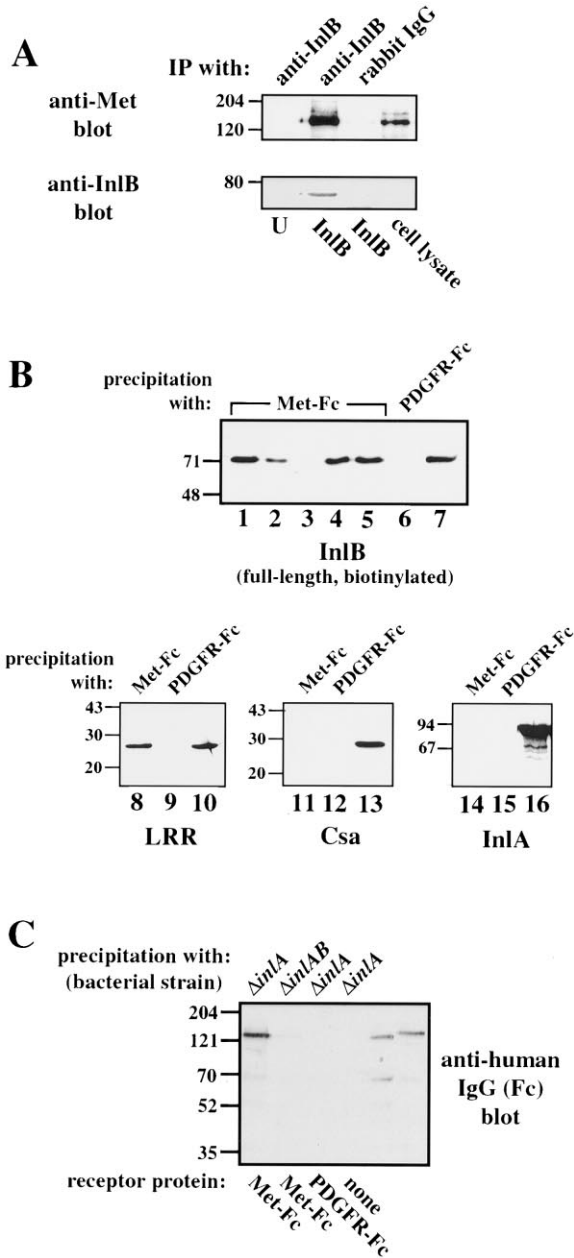 A
IP with:
anti-InlB
anti-InlB
rabbit IgG
anti-Met
blot
204
120
anti-InlB
blot
80
U
InlB
InlB
cell lysate
B
precipitation
with:
Met-Fc
PDGFR-Fc
71
48
1 2 3 4 5 6 7
InlB
(full-length, biotinylated)
precipitation
with:
Met-Fc
PDGFR-Fc
43
30
20
8 9 10
LRR
Met-Fc
PDGFR-Fc
43
30
20
11 12 13
Csa
Met-Fc
PDGFR-Fc
94
67
14 15 16
InlA
C
precipitation with:
(bacterial strain)
ΔinlA
ΔinlAB
ΔinlA
ΔinlA
204
121
70
52
35
anti-human
IgG (Fc)
blot
receptor protein:
Met-Fc
Met-Fc
PDGFR-Fc
none